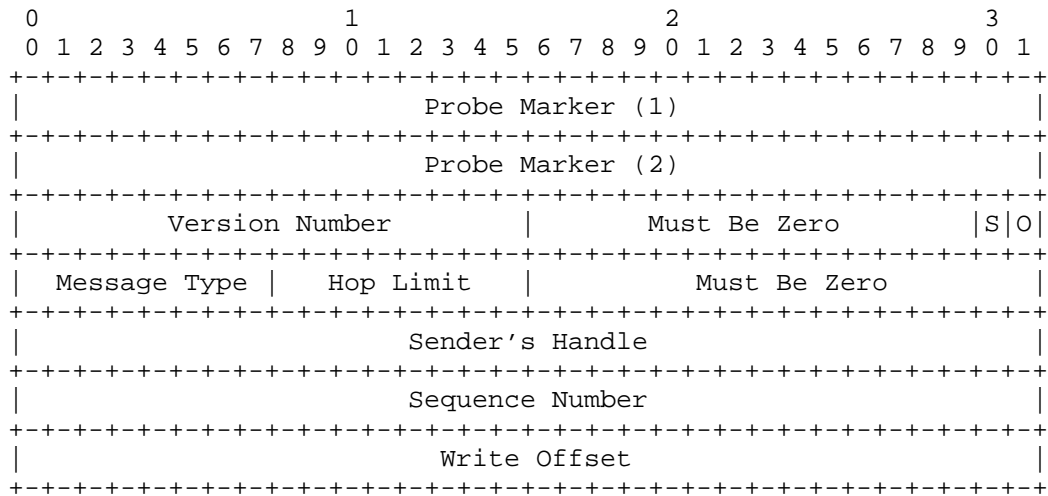 0                   1                   2                   3
 0 1 2 3 4 5 6 7 8 9 0 1 2 3 4 5 6 7 8 9 0 1 2 3 4 5 6 7 8 9 0 1
+-+-+-+-+-+-+-+-+-+-+-+-+-+-+-+-+-+-+-+-+-+-+-+-+-+-+-+-+-+-+-+-+
|                       Probe Marker (1)                        |
+-+-+-+-+-+-+-+-+-+-+-+-+-+-+-+-+-+-+-+-+-+-+-+-+-+-+-+-+-+-+-+-+
|                       Probe Marker (2)                        |
+-+-+-+-+-+-+-+-+-+-+-+-+-+-+-+-+-+-+-+-+-+-+-+-+-+-+-+-+-+-+-+-+
|         Version Number        |       Must Be Zero        |S|O|
+-+-+-+-+-+-+-+-+-+-+-+-+-+-+-+-+-+-+-+-+-+-+-+-+-+-+-+-+-+-+-+-+
|  Message Type |   Hop Limit   |         Must Be Zero          |
+-+-+-+-+-+-+-+-+-+-+-+-+-+-+-+-+-+-+-+-+-+-+-+-+-+-+-+-+-+-+-+-+
|                        Sender's Handle                        |
+-+-+-+-+-+-+-+-+-+-+-+-+-+-+-+-+-+-+-+-+-+-+-+-+-+-+-+-+-+-+-+-+
|                        Sequence Number                        |
+-+-+-+-+-+-+-+-+-+-+-+-+-+-+-+-+-+-+-+-+-+-+-+-+-+-+-+-+-+-+-+-+
|                          Write Offset                         |
+-+-+-+-+-+-+-+-+-+-+-+-+-+-+-+-+-+-+-+-+-+-+-+-+-+-+-+-+-+-+-+-+